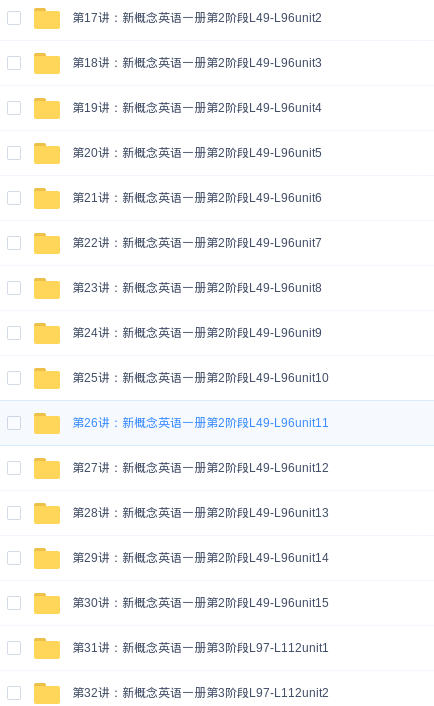 第17讲：新概念英语一册第2阶段L49-L96unit2
第18讲：新概念英语一册第2阶段L49-L96unit3
第19讲：新概念英语一册第2阶段L49-L96unit4
第20讲：新概念英语一册第2阶段L49-L96unit5
第21讲：新概念英语一册第2阶段L49-L96unit6
第22讲：新概念英语一册第2阶段L49-L96unit7
第23讲：新概念英语一册第2阶段L49-L96unit8
第24讲：新概念英语一册第2阶段L49-L96unit9
第25讲：新概念英语一册第2阶段L49-L96unit10
第26讲：新概念英语一册第2阶段L49-L96unit11
第27讲：新概念英语一册第2阶段L49-L96unit12
第28讲：新概念英语一册第2阶段L49-L96unit13
第29讲：新概念英语一册第2阶段L49-L96unit14
第30讲：新概念英语一册第2阶段L49-L96unit15
第31讲：新概念英语一册第3阶段L97-L112unit1
第32讲：新概念英语一册第3阶段L97-L112unit2